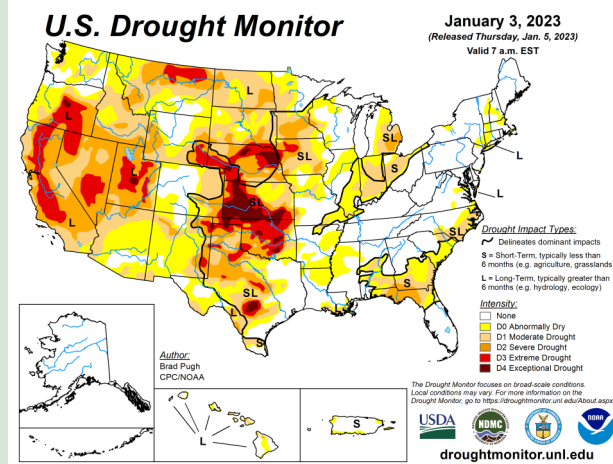 U.S. Drought Monitor
January 3, 2023
(Released Thursday, Jan. 5, 2023)
Valid 7 a.m. EST
L
L
L
L
L
SL
SL
SL
L
S
SL
S
L
L
SL
S
Drought Impact Types:
Delineates dominant impacts
S = Short-Term, typically less than
6 months (e.g. agriculture, grasslands
L = Long-Term, typically greater than
6 months (e.g. hydrology, ecology)
Intensity:
None
D0 Abnormally Dry
D1 Moderate Drought
D2 Severe Drought
D3 Extreme Drought
D4 Exceptional Drought
Author:
Brad Pugh
CPC/NOAA
L
S
The Drought Monitor focuses on broad-scale conditions.
Local conditions may vary. For more information on the
Drought Monitor, go to https://droughtmonitor.unl.edu/About.aspx
USDA
NDMC
NOAA
droughtmonitor.unl.edu